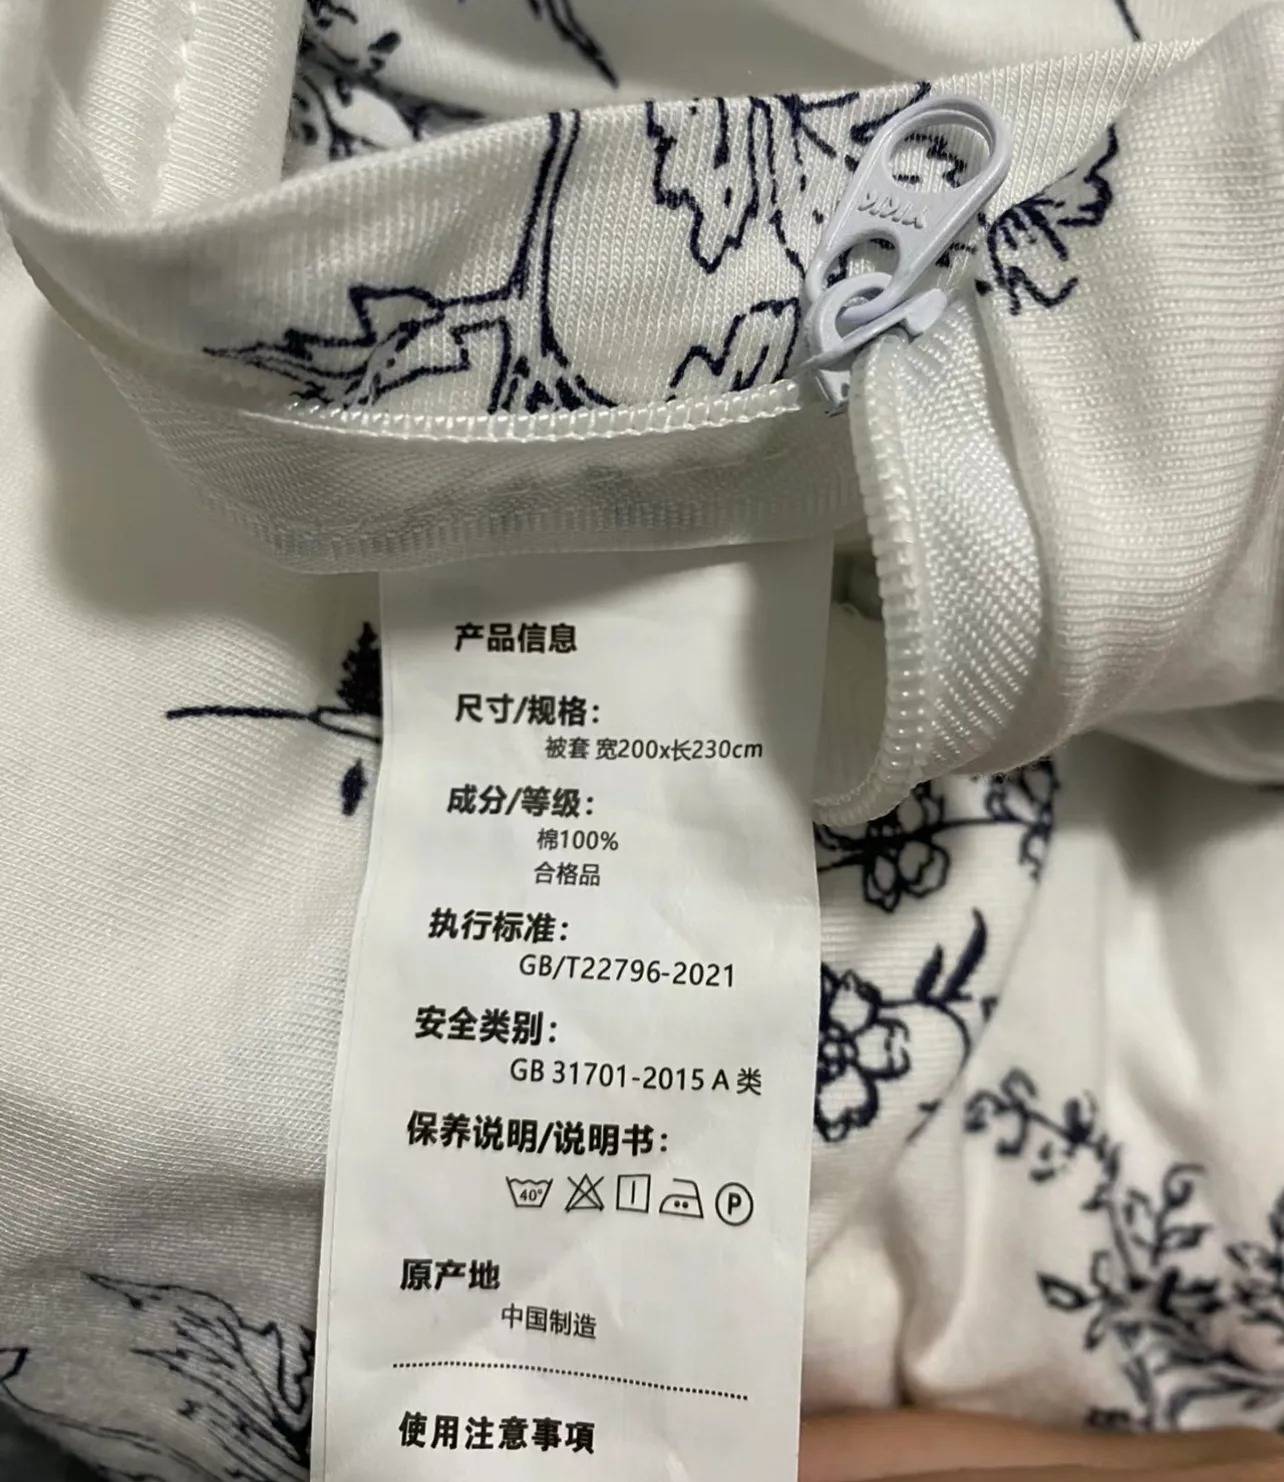 YKK
产品信息
尺寸/规格：
被套 宽200x长230cm
成分/等级：
棉100%
合格品
执行标准：
GB/T22796-2021
安全类别：
GB 31701-2015 A 类
保养说明/说明书：
40°
P
原产地
中国制造
使用注意事項